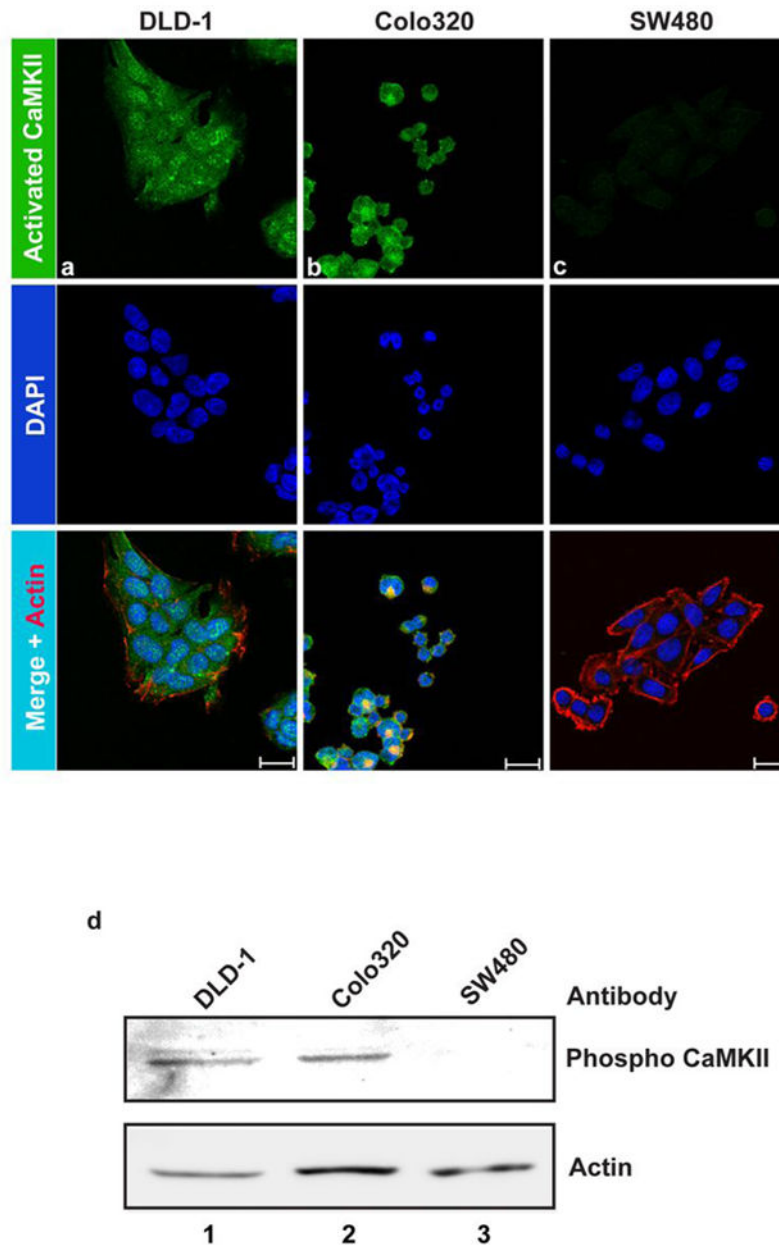 DLD-1 Colo320 SW480
Activated CaMKII
a b c
DAPI
Merge + Actin
d
DLD-1 Colo320 SW480
Antibody
Phospho CaMKII
Actin
1 2 3